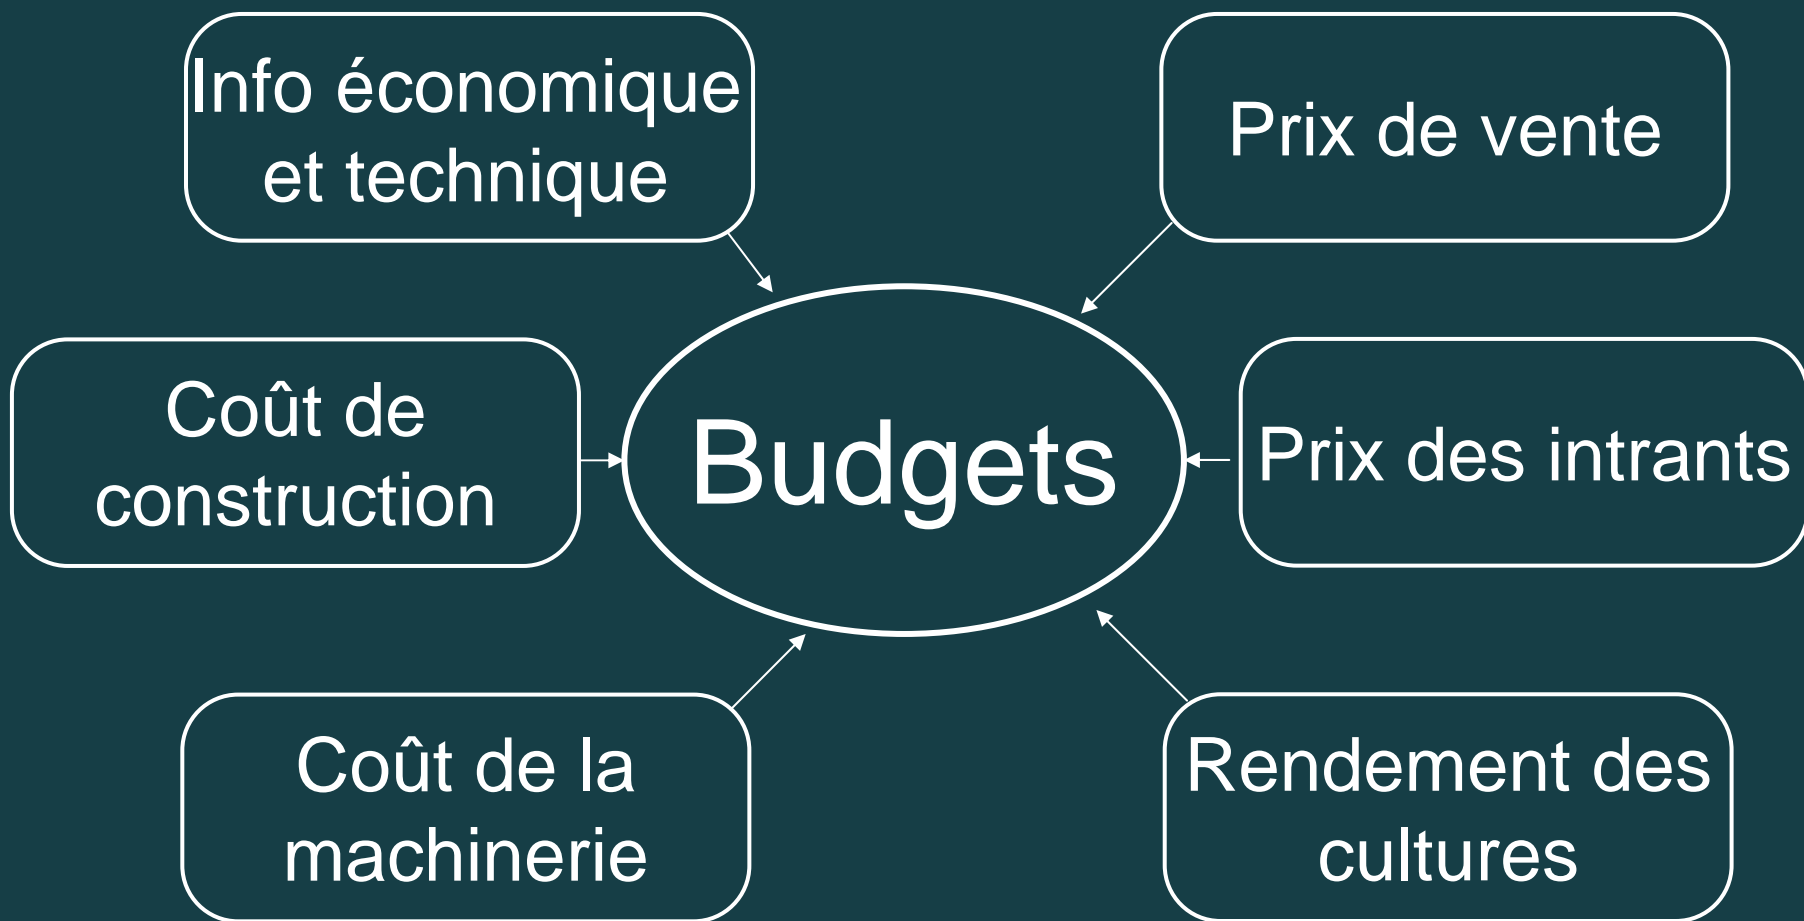 Info économique
et technique
Prix de vente
Coût de
construction
Budgets
Prix des intrants
Coût de la
machinerie
Rendement des
cultures